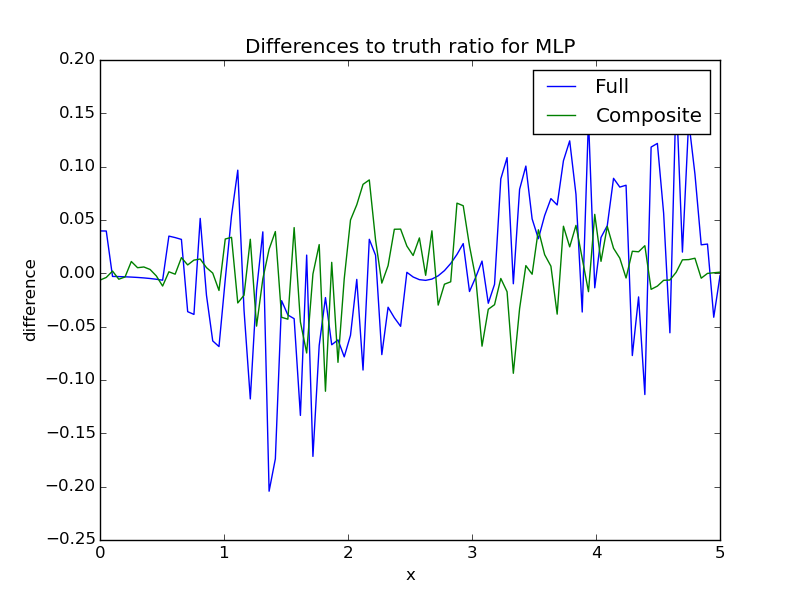 Differences to truth ratio for MLP
Full
Composite
0.20
0.15
0.10
0.05
0.00
−0.05
−0.10
−0.15
−0.20
−0.25
difference
0 1 2 3 4 5
x